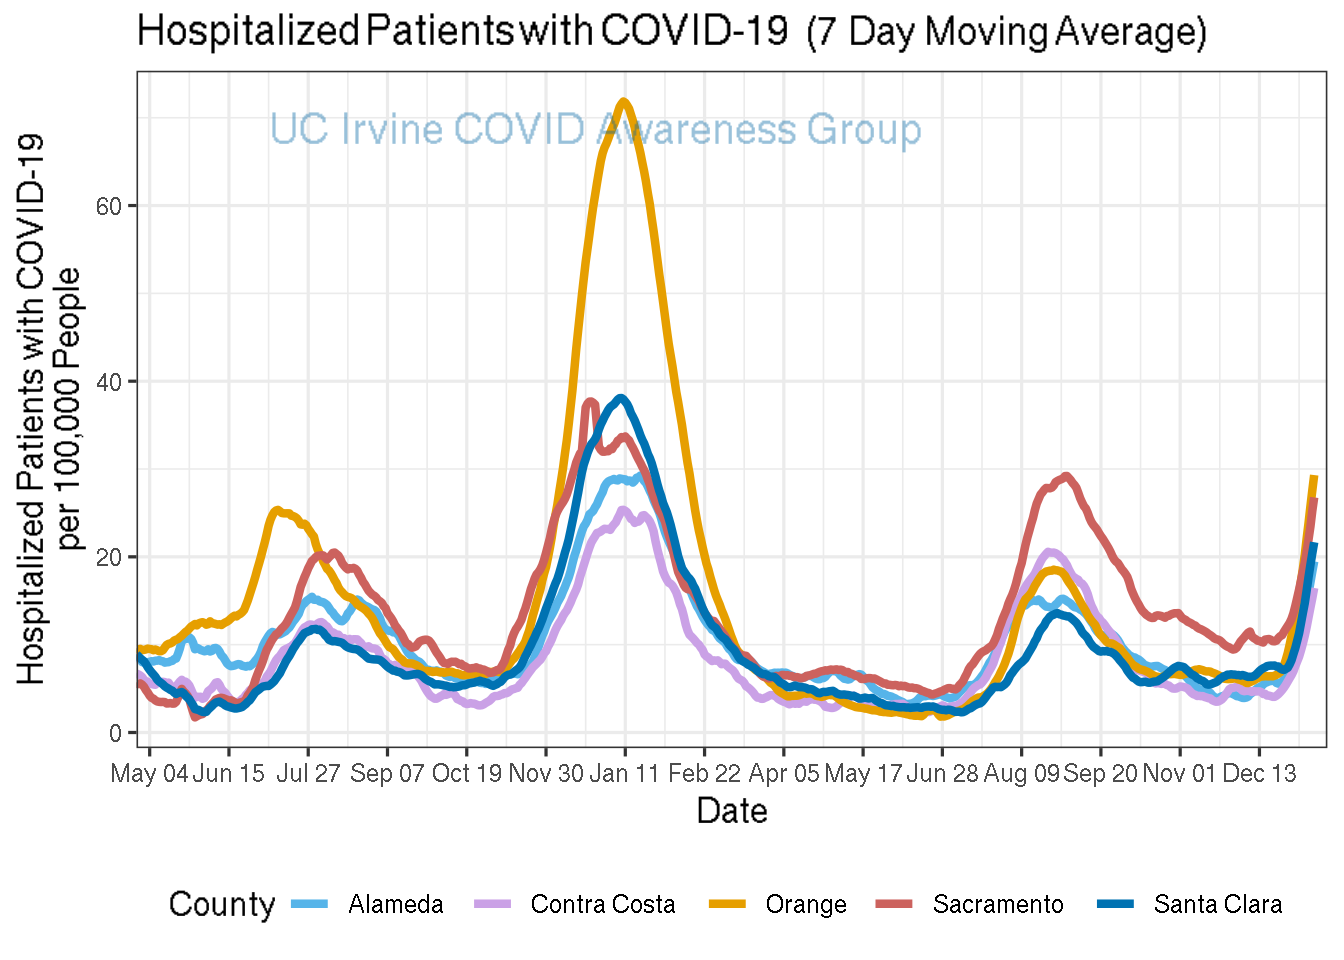 Hospitalized Patients with COVID-19 (7 Day Moving Average)
UC Irvine COVID Awareness Group
Hospitalized Patients with COVID-19
per 100,000 People
60
40
20
0
May 04 Jun 15 Jul 27 Sep 07 Oct 19 Nov 30 Jan 11 Feb 22 Apr 05 May 17 Jun 28 Aug 09 Sep 20 Nov 01 Dec 13
Date
County Alameda Contra Costa Orange Sacramento Santa Clara